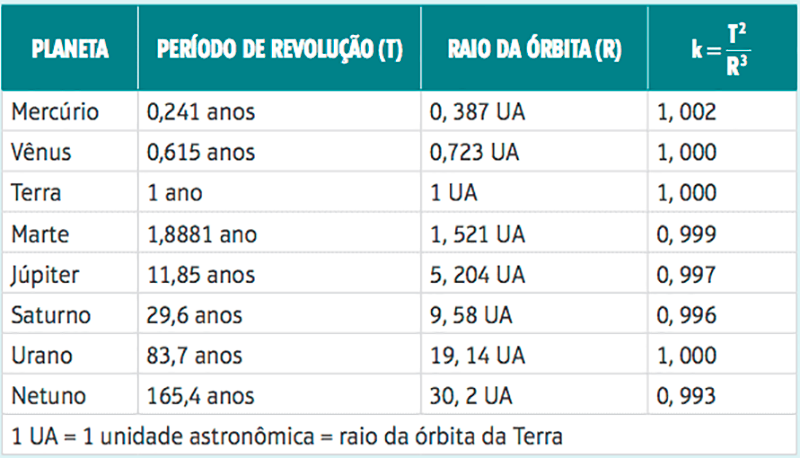 PLANETA PERÍODO DE REVOLUÇÃO (T) RAIO DA ÓRBITA (R) k = T²/R³
Mercúrio 0,241 anos 0, 387 UA 1, 002
Vênus 0,615 anos 0,723 UA 1, 000
Terra 1 ano 1 UA 1, 000
Marte 1,8881 ano 1, 521 UA 0, 999
Júpiter 11,85 anos 5, 204 UA 0, 997
Saturno 29,6 anos 9, 58 UA 0, 996
Urano 83,7 anos 19, 14 UA 1, 000
Netuno 165,4 anos 30, 2 UA 0, 993
1 UA = 1 unidade astronômica = raio da órbita da Terra